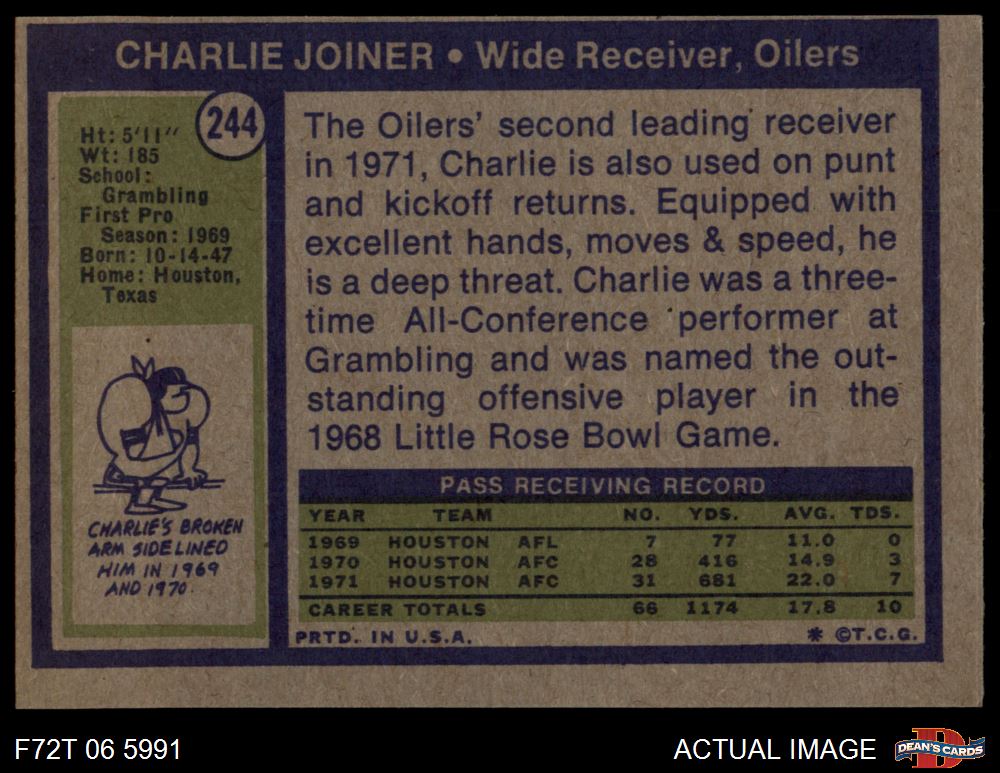 CHARLIE JOINER • Wide Receiver, Oilers
244
Ht: 5'11"
Wt: 185
School:
Grambling
First Pro
Season: 1969
Born: 10-14-47
Home: Houston,
Texas
CHARLIE'S BROKEN
ARM SIDELINED
HIM IN 1969
AND 1970.
The Oilers' second leading receiver
in 1971, Charlie is also used on punt
and kickoff returns. Equipped with
excellent hands, moves & speed, he
is a deep threat. Charlie was a three-
time All-Conference performer at
Grambling and was named the out-
standing offensive player in the
1968 Little Rose Bowl Game.
PASS RECEIVING RECORD
YEAR TEAM NO. YDS. AVG. TDS.
1969 HOUSTON AFL 7 77 11.0 0
1970 HOUSTON AFC 28 416 14.9 3
1971 HOUSTON AFC 31 681 22.0 7
CAREER TOTALS 66 1174 17.8 10
PRTD. IN U.S.A. * ©T.C.G.
F72T 06 5991
ACTUAL IMAGE
DEAN'S CARDS